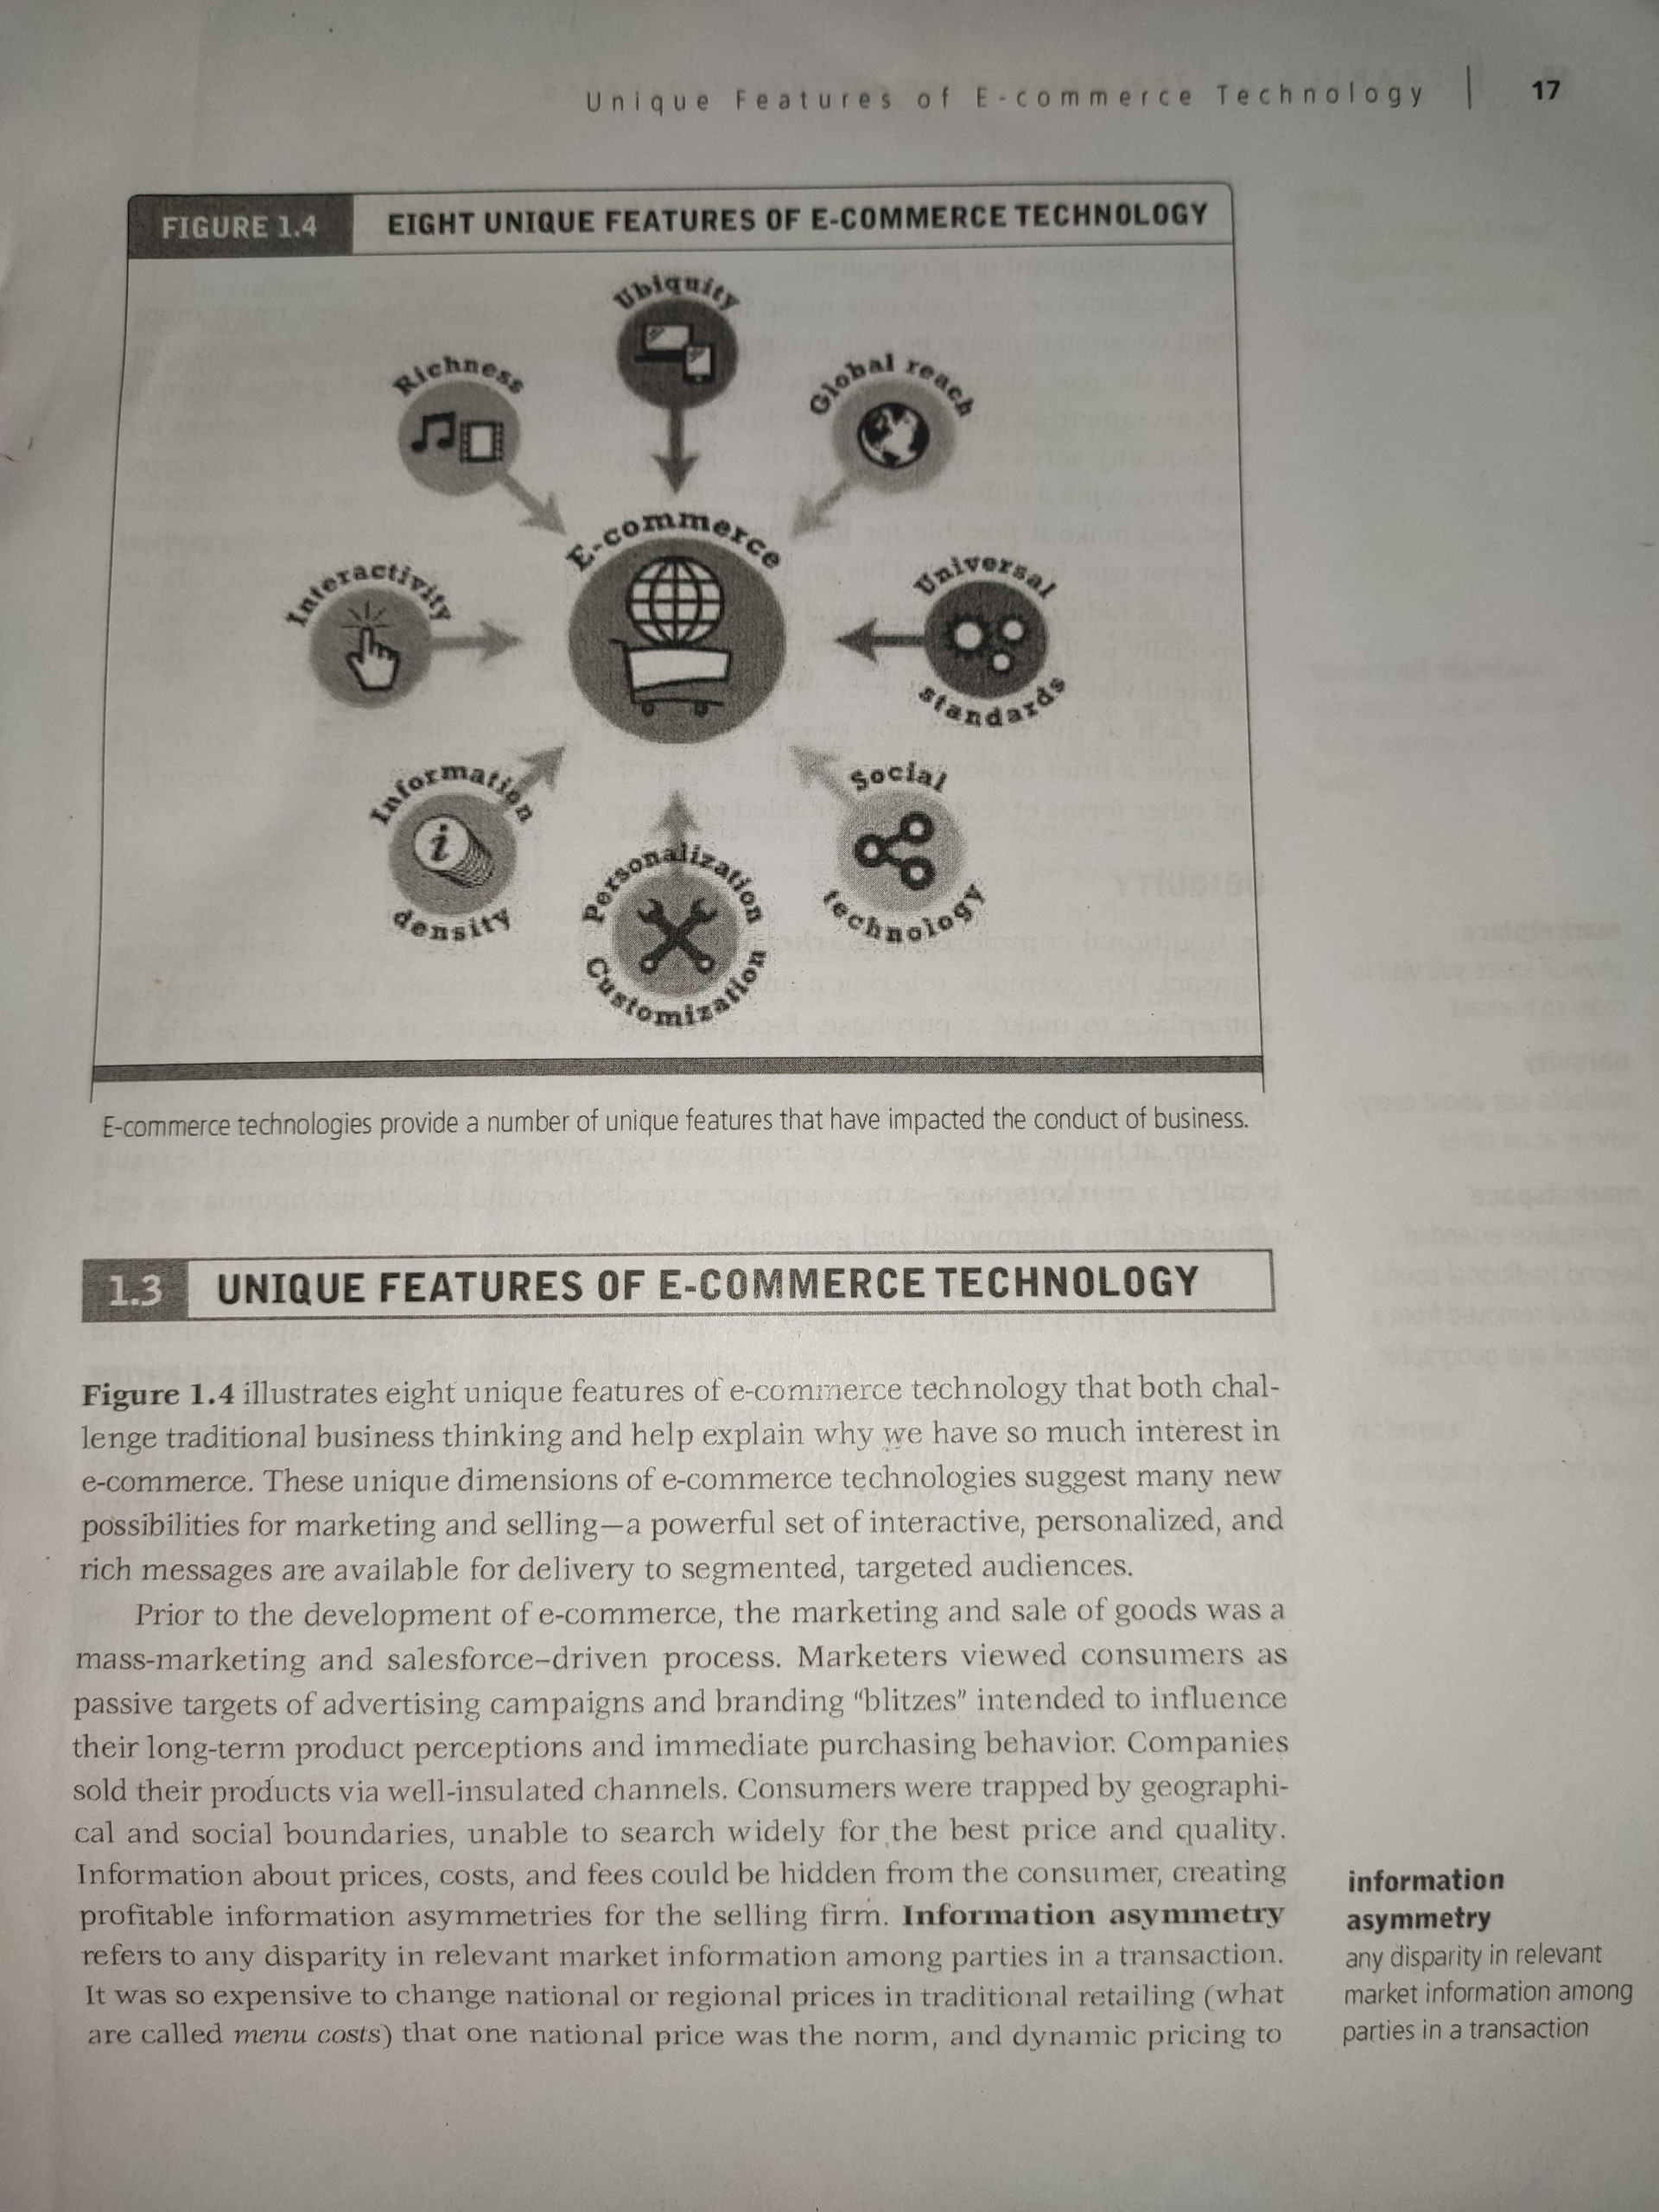 Unique Features of E-commerce Technology | 17
FIGURE 1.4 EIGHT UNIQUE FEATURES OF E-COMMERCE TECHNOLOGY
Ubiquity
Richness
Global reach
E-commerce
Interactivity
Universal
standards
Information
density
Social
technology
Personalization
Customization
E-commerce technologies provide a number of unique features that have impacted the conduct of business.
1.3 UNIQUE FEATURES OF E-COMMERCE TECHNOLOGY
Figure 1.4 illustrates eight unique features of e-commerce technology that both chal-
lenge traditional business thinking and help explain why we have so much interest in
e-commerce. These unique dimensions of e-commerce technologies suggest many new
possibilities for marketing and selling—a powerful set of interactive, personalized, and
rich messages are available for delivery to segmented, targeted audiences.
Prior to the development of e-commerce, the marketing and sale of goods was a
mass-marketing and salesforce–driven process. Marketers viewed consumers as
passive targets of advertising campaigns and branding “blitzes” intended to influence
their long-term product perceptions and immediate purchasing behavior. Companies
sold their products via well-insulated channels. Consumers were trapped by geographi-
cal and social boundaries, unable to search widely for the best price and quality.
Information about prices, costs, and fees could be hidden from the consumer, creating
profitable information asymmetries for the selling firm. Information asymmetry
refers to any disparity in relevant market information among parties in a transaction.
It was so expensive to change national or regional prices in traditional retailing (what
are called menu costs) that one national price was the norm, and dynamic pricing to
information
asymmetry
any disparity in relevant
market information among
parties in a transaction